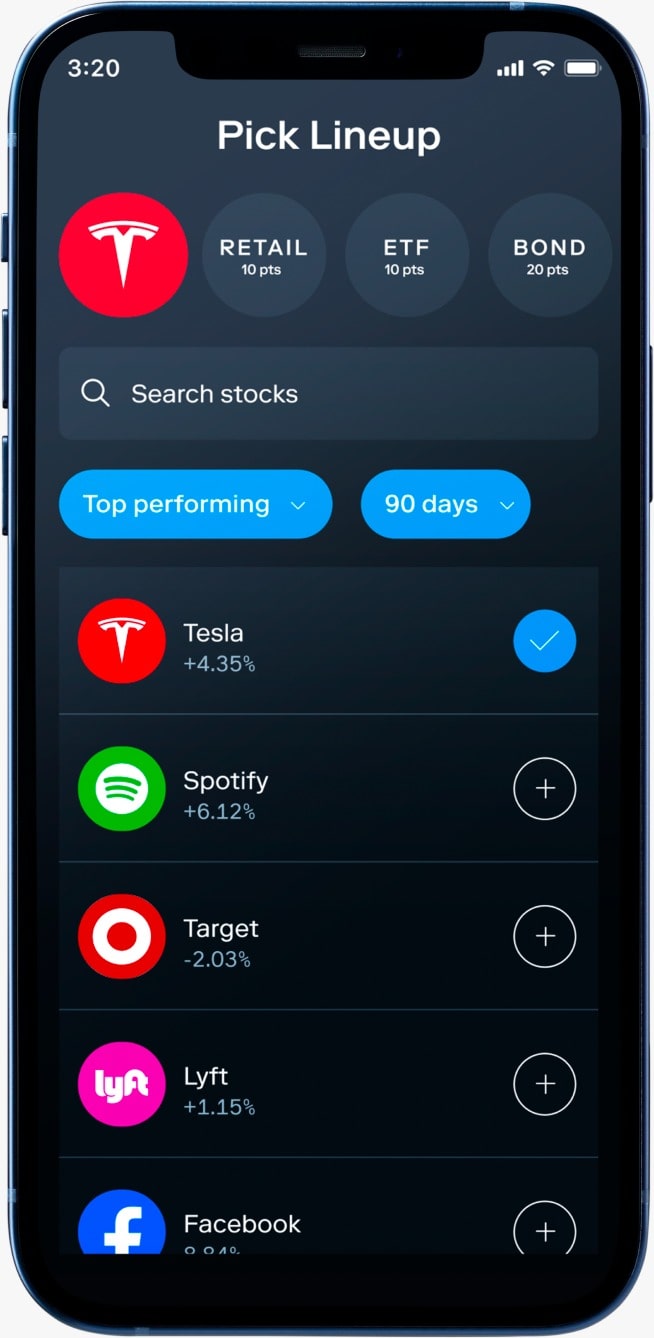 3:20
Pick Lineup
RETAIL
10 pts
ETF
10 pts
BOND
20 pts
Search stocks
Top performing
90 days
Tesla
+4.35%
Spotify
+6.12%
Target
-2.03%
lyft
Lyft
+1.15%
Facebook